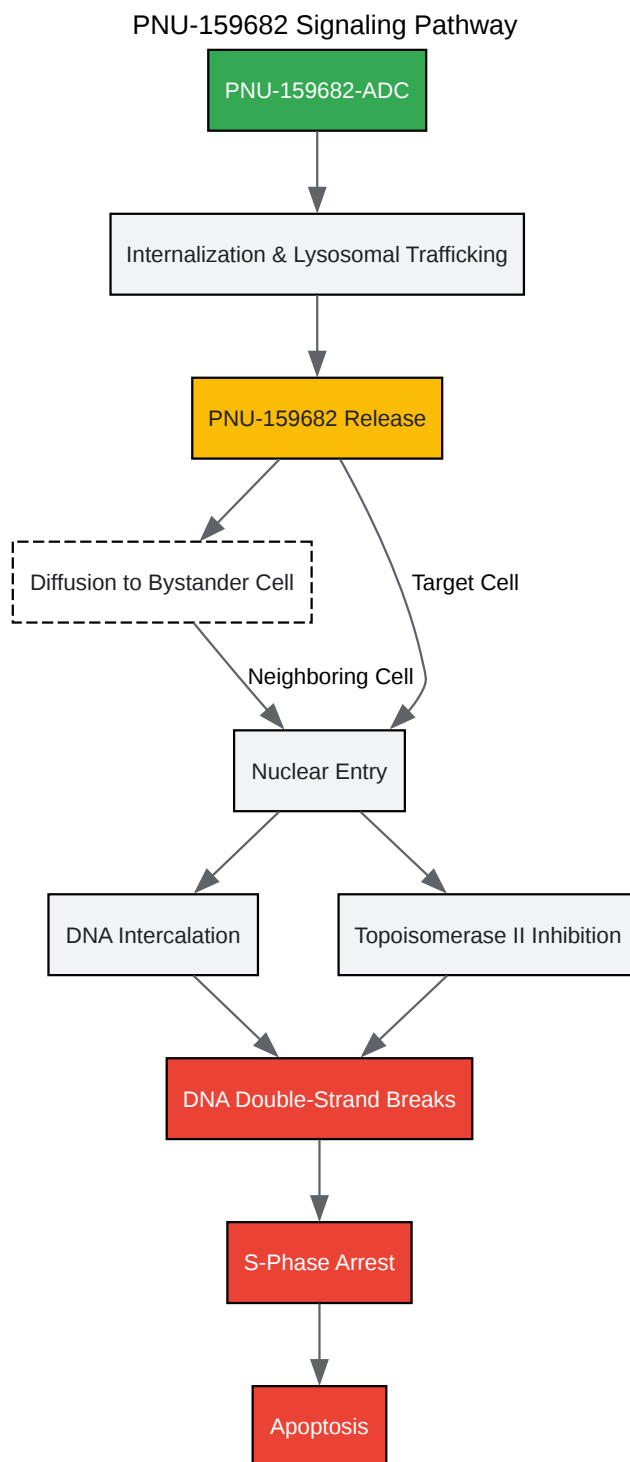 PNU-159682 Signaling Pathway
PNU-159682-ADC
Internalization & Lysosomal Trafficking
PNU-159682 Release
Diffusion to Bystander Cell
Target Cell
Neighboring Cell
Nuclear Entry
DNA Intercalation
Topoisomerase II Inhibition
DNA Double-Strand Breaks
S-Phase Arrest
Apoptosis